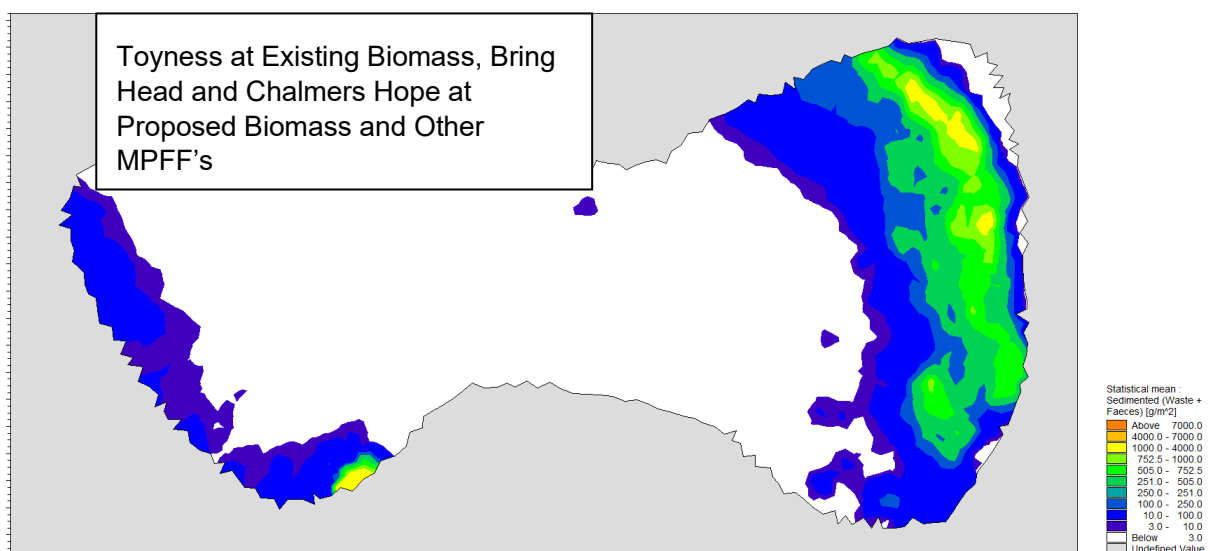 Toyness at Existing Biomass, Bring
Head and Chalmers Hope at
Proposed Biomass and Other
MPFF's
Statistical mean :
Sedimented (Waste +
Faeces) [g/m^2]
Above 7000.0
4000.0 - 7000.0
1000.0 - 4000.0
752.5 - 1000.0
505.0 - 752.5
251.0 - 505.0
250.0 - 251.0
100.0 - 250.0
10.0 - 100.0
3.0 - 10.0
Below 3.0
Undefined Value